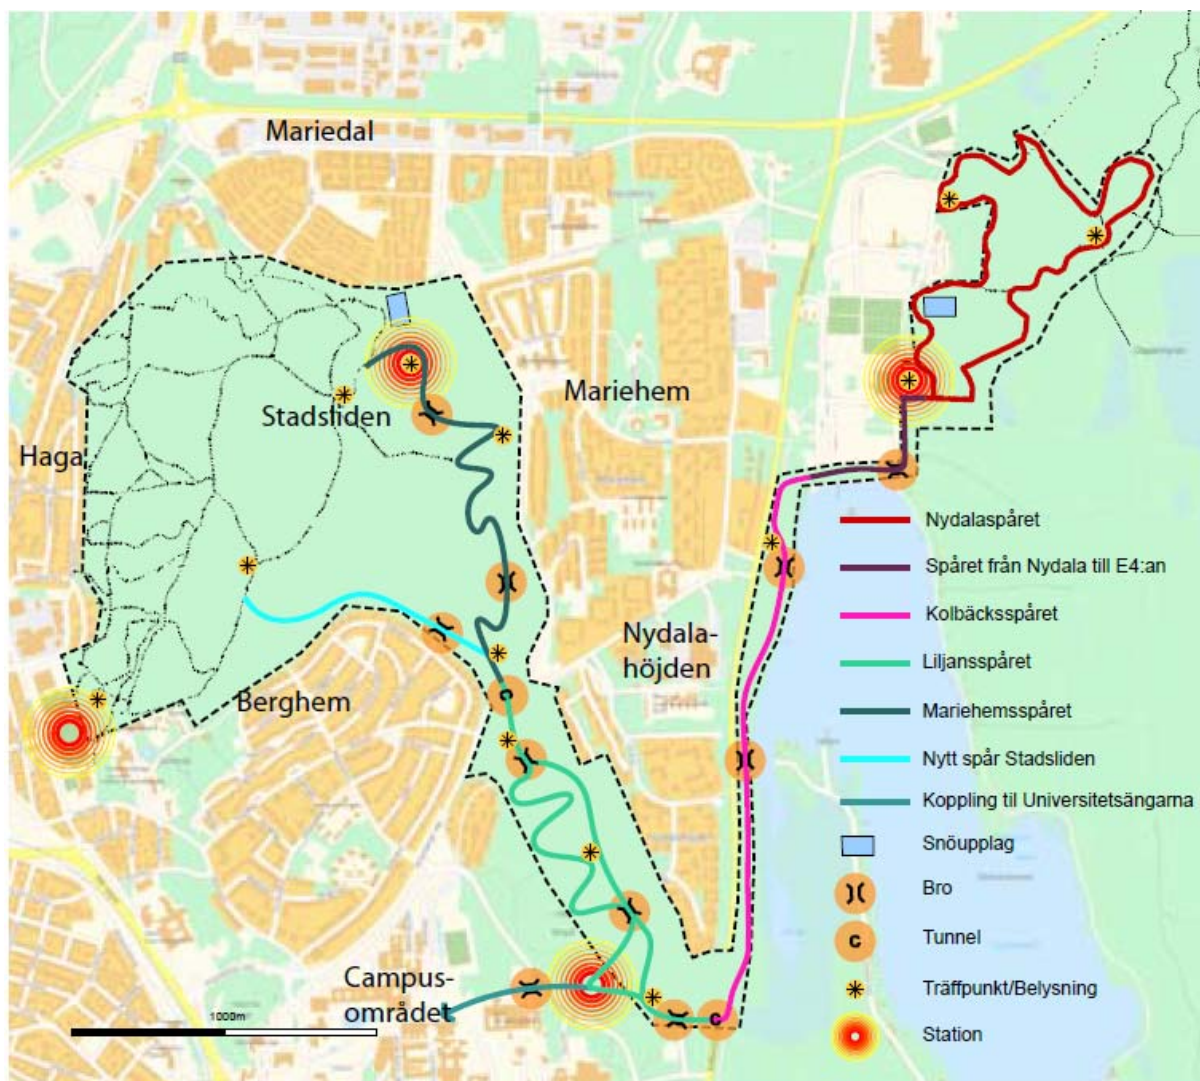 Mariedal
Mariehem
Stadsliden
Haga
Nydala-
höjden
Berghem
Campus-
området
1000m
Nydalaspåret
Spåret från Nydala till E4:an
Kolbäcksspåret
Liljansspåret
Mariehemsspåret
Nytt spår Stadsliden
Koppling til Universitetsängarna
Snöupplag
Bro
c
Tunnel
Träffpunkt/Belysning
Station
c
c